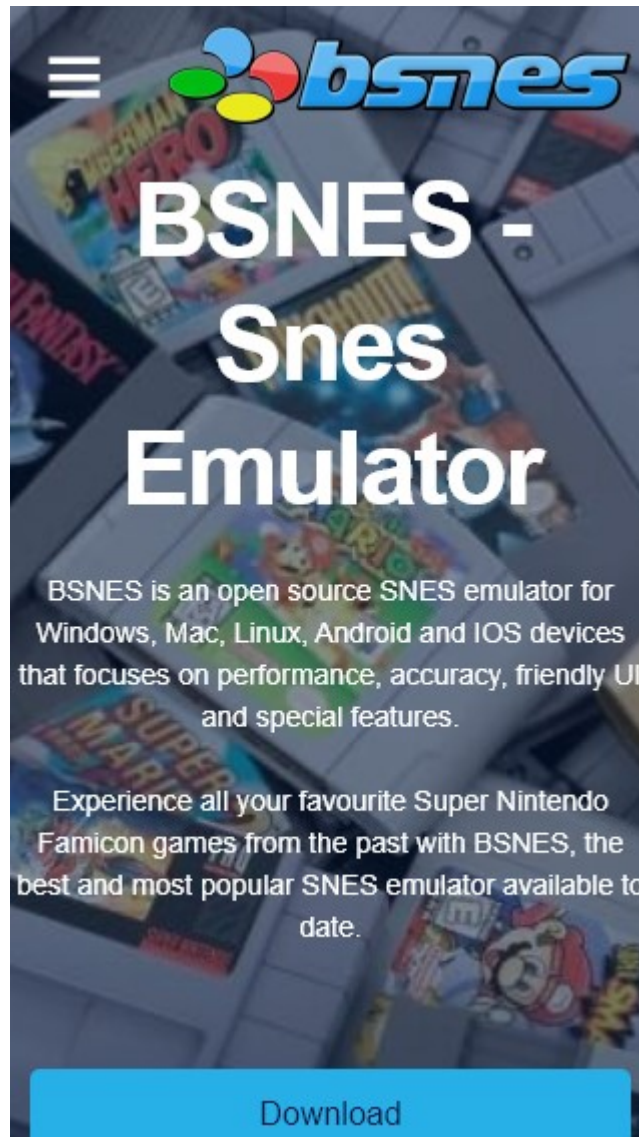 bsnes
BSNES -
Snes
Emulator
BSNES is an open source SNES emulator for
Windows, Mac, Linux, Android and IOS devices
that focuses on performance, accuracy, friendly UI
and special features.
Experience all your favourite Super Nintendo
Famicon games from the past with BSNES, the
best and most popular SNES emulator available to
date.
Download